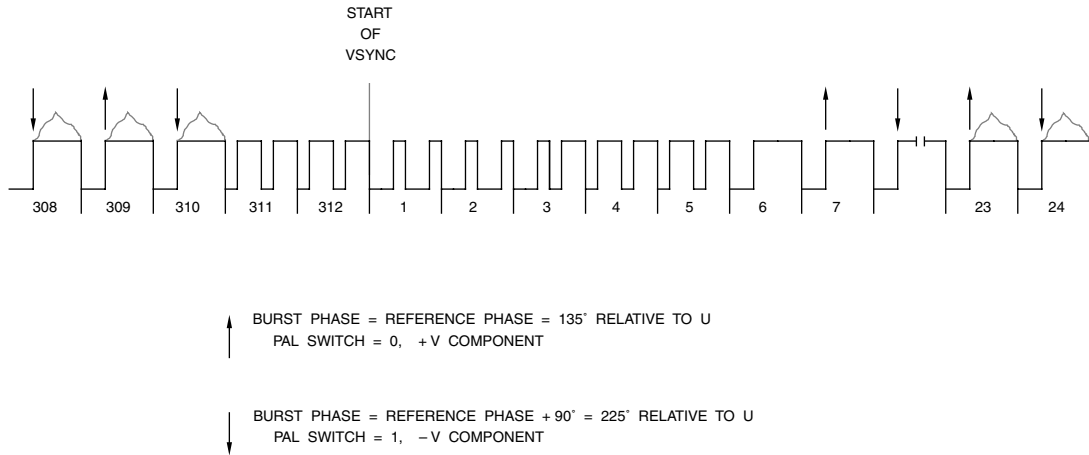 START
OF
VSYNC
308 309 310 311 312 1 2 3 4 5 6 7 23 24
BURST PHASE = REFERENCE PHASE = 135° RELATIVE TO U
PAL SWITCH = 0, + V COMPONENT
BURST PHASE = REFERENCE PHASE + 90° = 225° RELATIVE TO U
PAL SWITCH = 1, – V COMPONENT